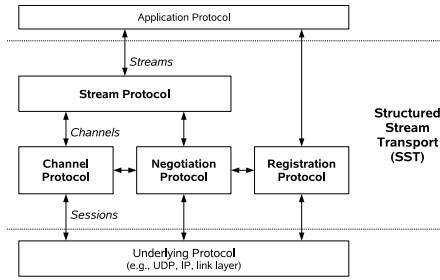 Application Protocol
Streams
Stream Protocol
Structured
Stream
Transport
(SST)
Channels
Channel
Protocol
Negotiation
Protocol
Registration
Protocol
Sessions
Underlying Protocol
(e.g., UDP, IP, link layer)